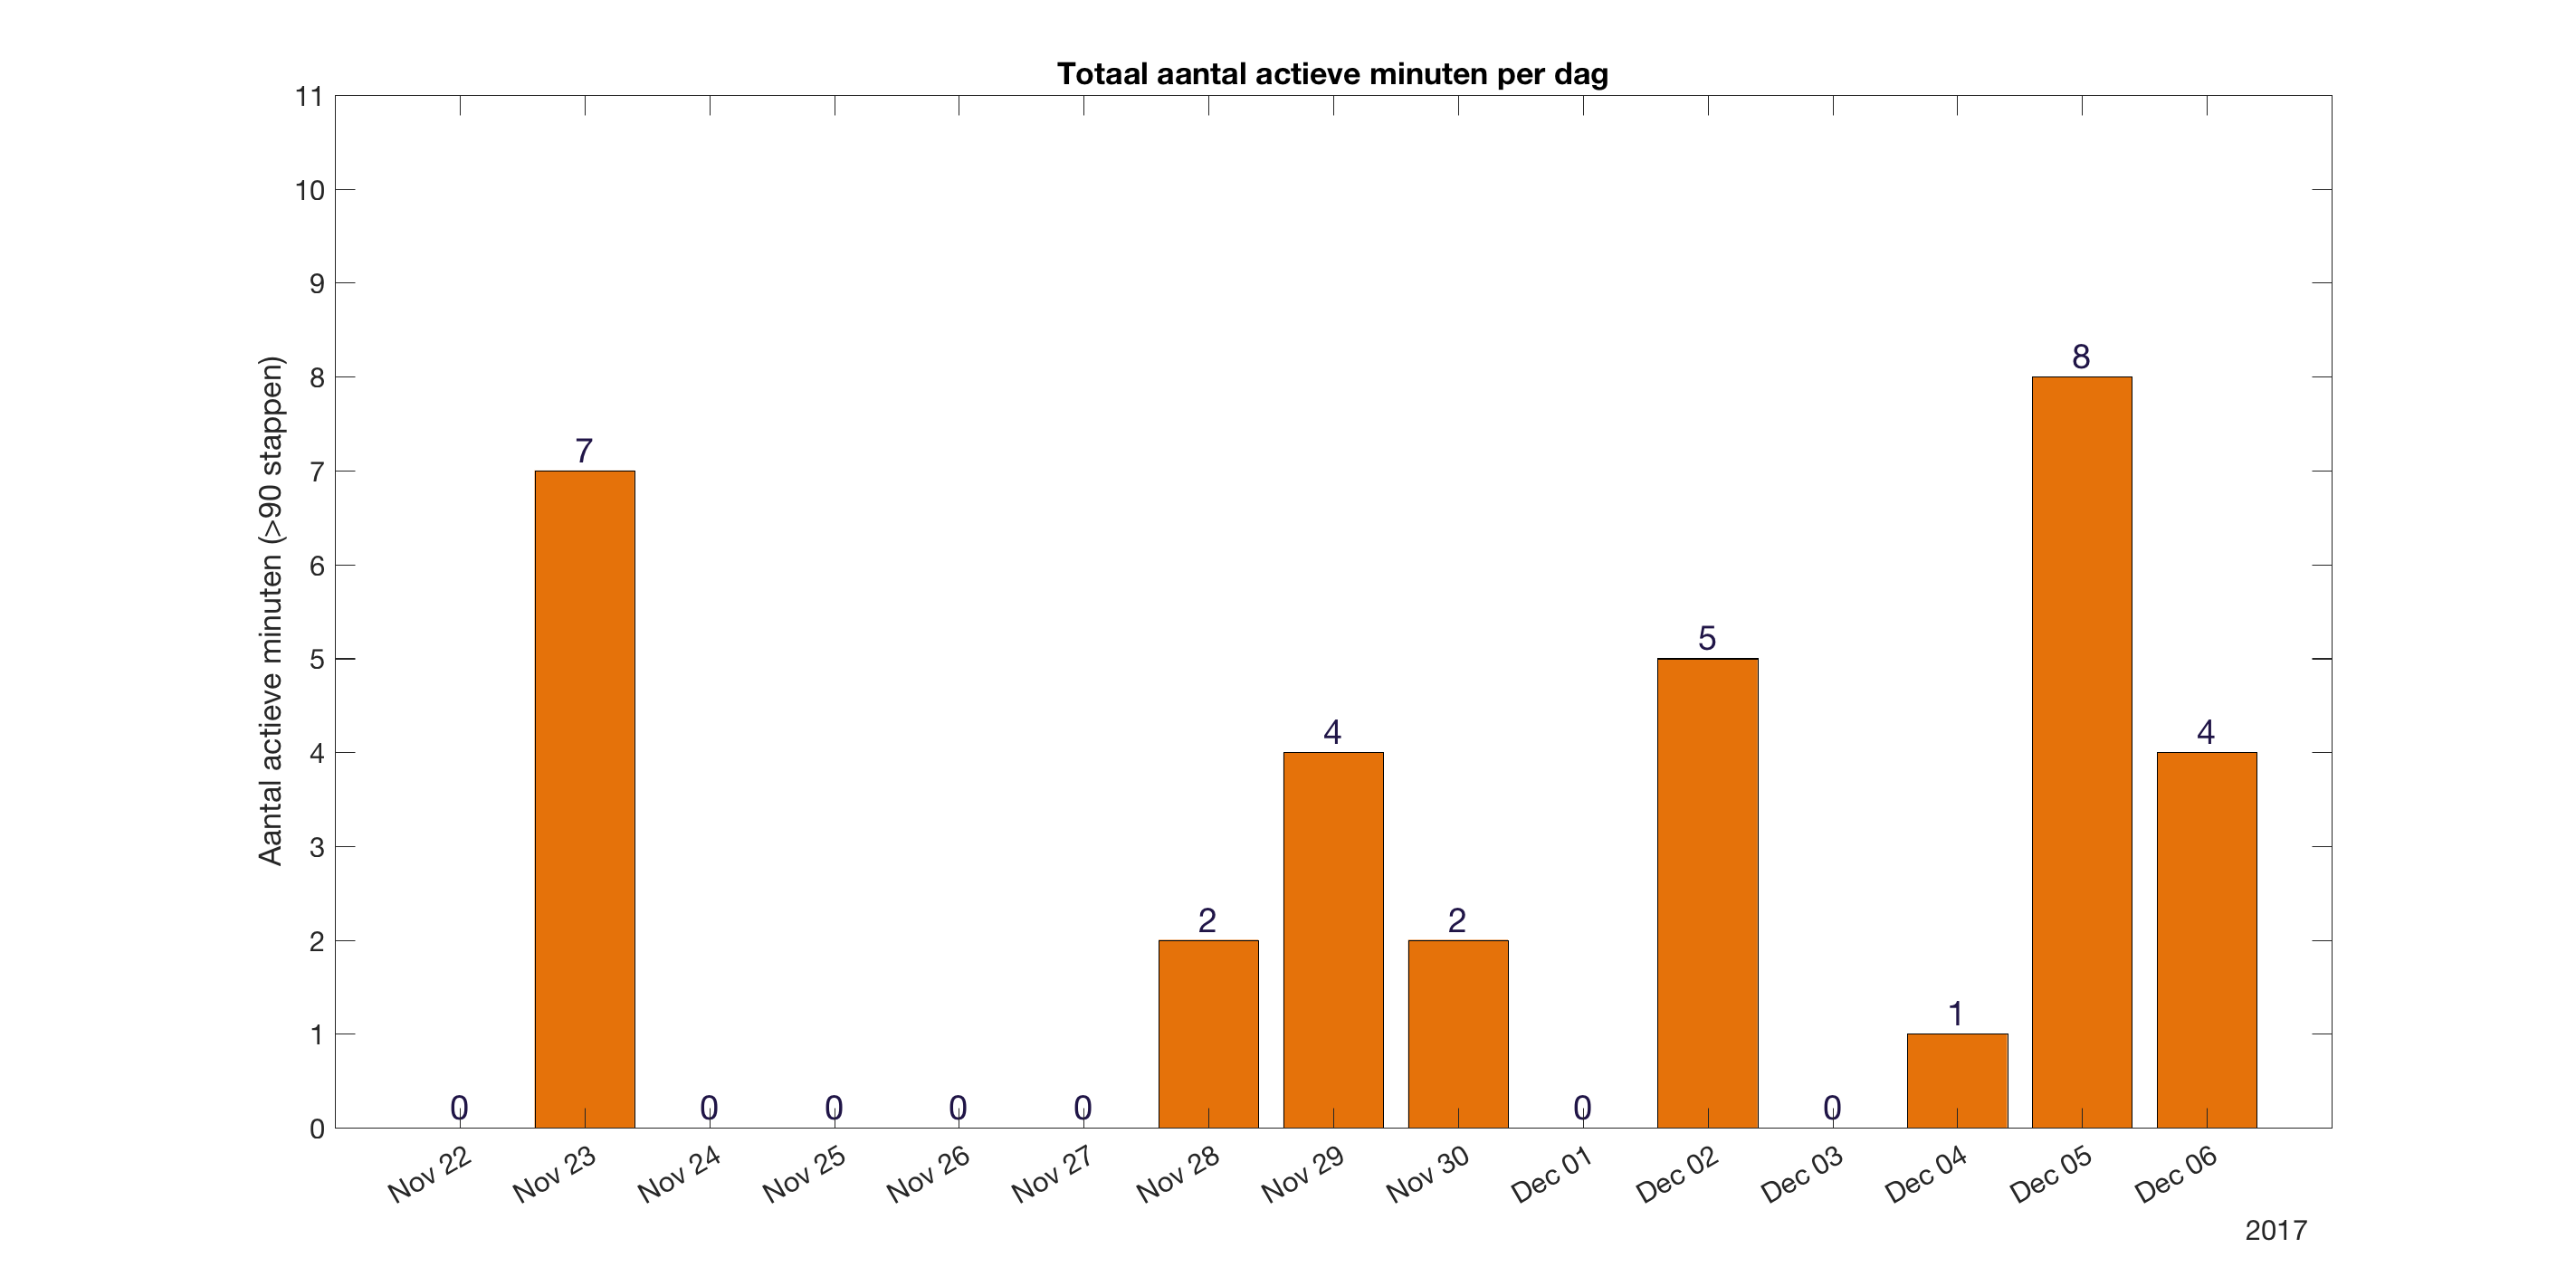 Totaal aantal actieve minuten per dag
Aantal actieve minuten (>90 stappen)
11
10
9
8
7
6
5
4
3
2
1
0
0
7
0
0
0
0
2
4
2
0
5
0
1
8
4
Nov 22
Nov 23
Nov 24
Nov 25
Nov 26
Nov 27
Nov 28
Nov 29
Nov 30
Dec 01
Dec 02
Dec 03
Dec 04
Dec 05
Dec 06
2017